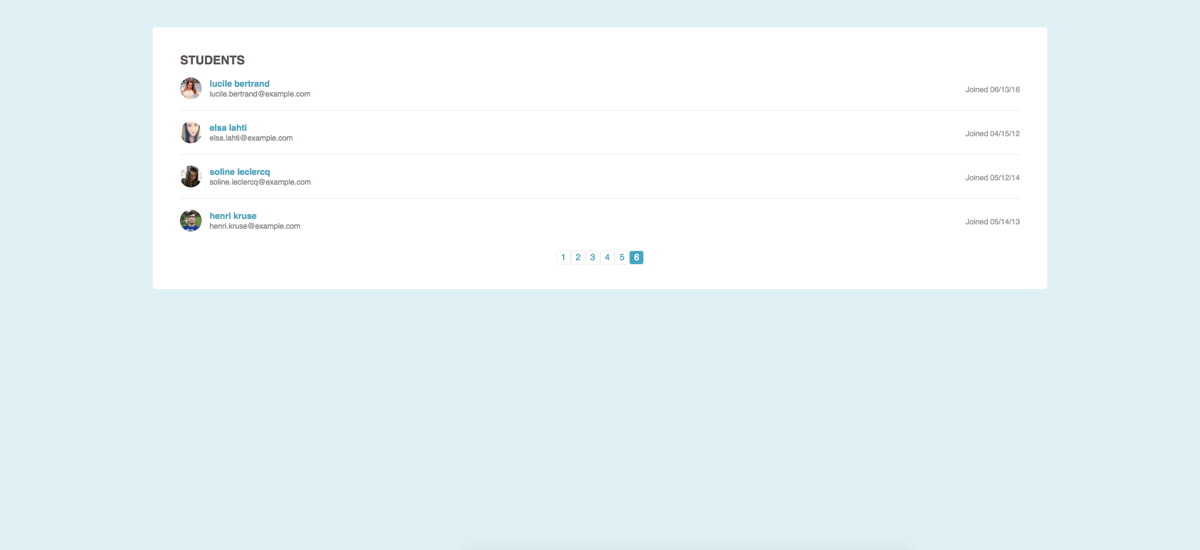 STUDENTS
lucile bertrand
lucile.bertrand@example.com
Joined 06/13/16
elsa lahti
elsa.lahti@example.com
Joined 04/15/12
soline leclercq
soline.leclercq@example.com
Joined 05/12/14
henri kruse
henri.kruse@example.com
Joined 05/14/13
1 2 3 4 5 6